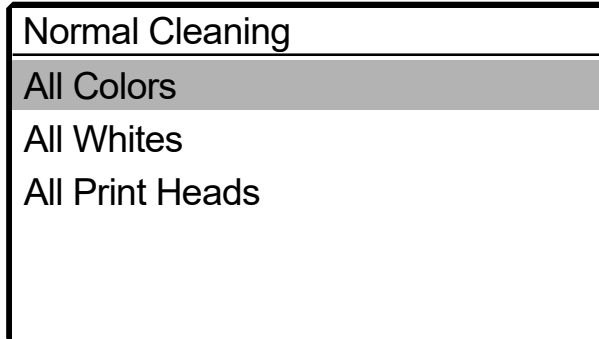 Normal Cleaning
All Colors
All Whites
All Print Heads